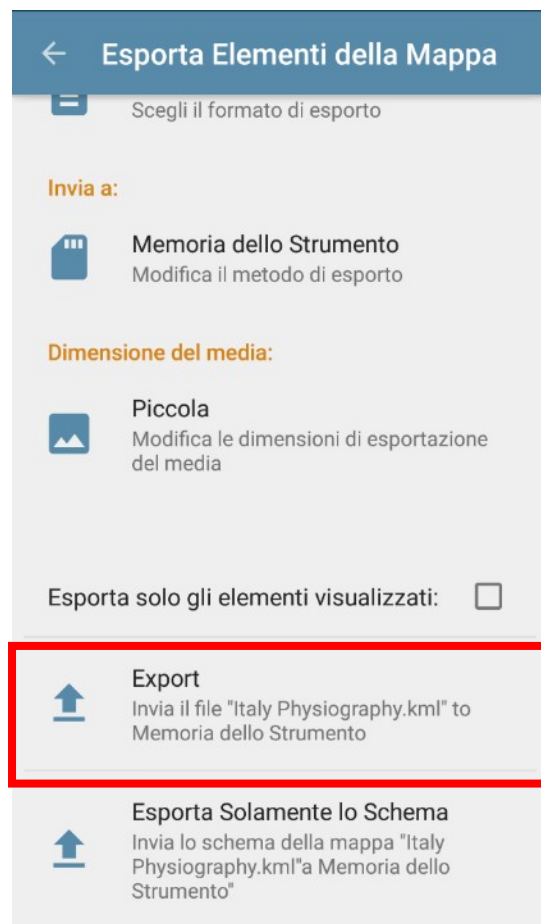 Esporta Elementi della Mappa
Scegli il formato di esporto
Invia a:
Memoria dello Strumento
Modifica il metodo di esporto
Dimensione del media:
Piccola
Modifica le dimensioni di esportazione
del media
Esporta solo gli elementi visualizzati:
Export
Invia il file "Italy Physiography.kml" to
Memoria dello Strumento
Esporta Solamente lo Schema
Invia lo schema della mappa "Italy
Physiography.kml"a Memoria dello
Strumento"